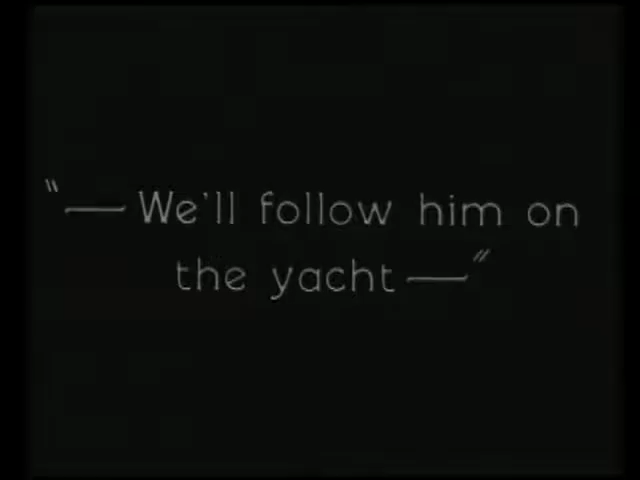 "— We'll follow him on
the yacht —"